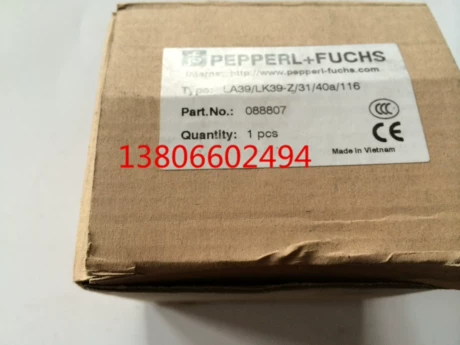 PEPPERL+FUCHS
Internet: http://www.pepperl-fuchs.com
Type: LA39/LK39-Z/31/40a/116
Part.No.: 088807
Quantity: 1 pcs
CCC
CE
13806602494
Made in Vietnam